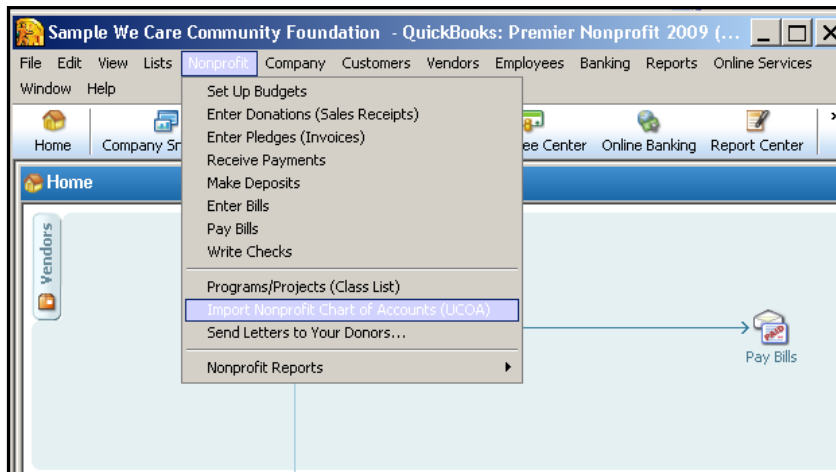 Sample We Care Community Foundation - QuickBooks: Premier Nonprofit 2009 (...
File Edit View Lists Nonprofit Company Customers Vendors Employees Banking Reports Online Services
Window Help
Set Up Budgets
Enter Donations (Sales Receipts)
Enter Pledges (Invoices)
Receive Payments
Make Deposits
Enter Bills
Pay Bills
Write Checks
Programs/Projects (Class List)
Import Nonprofit Chart of Accounts (UCOA)
Send Letters to Your Donors...
Nonprofit Reports
Home Company Online Banking Report Center
Home
Vendors
Pay Bills